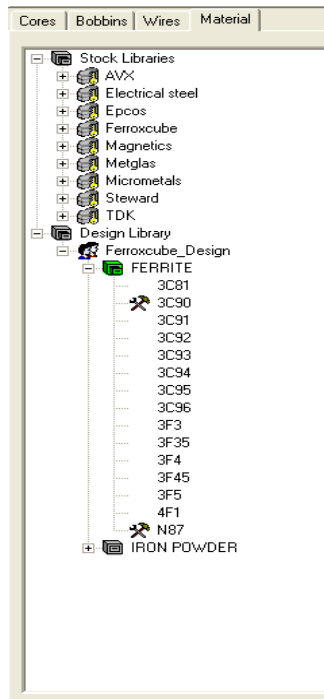 Cores Bobbins Wires Material
Stock Libraries
AVX
Electrical steel
Epcos
Ferroxcube
Magnetics
Metglas
Micrometals
Steward
TDK
Design Library
Ferroxcube_Design
FERRITE
3C81
3C90
3C91
3C92
3C93
3C94
3C95
3C96
3F3
3F35
3F4
3F45
3F5
4F1
N87
IRON POWDER